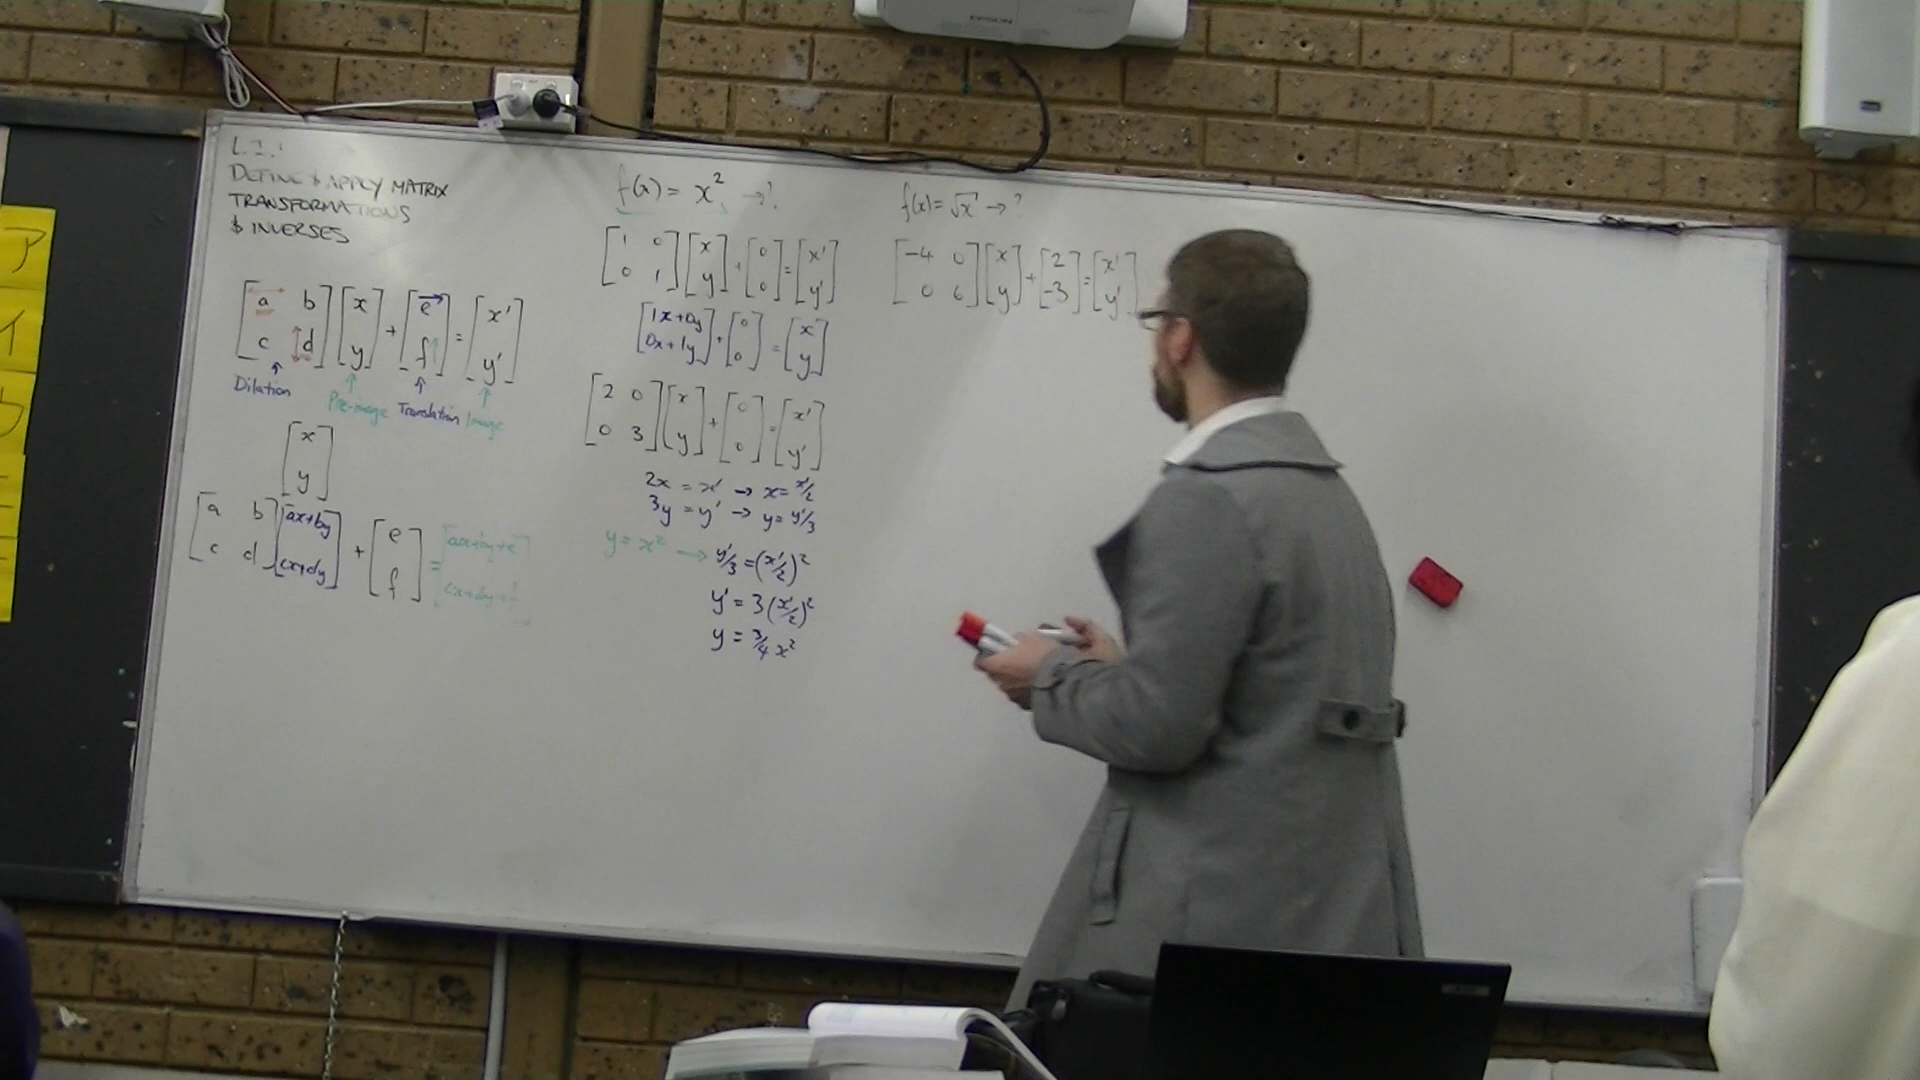 L.I.:
DEFINE & APPLY MATRIX
TRANSFORMATIONS
& INVERSES
[a b; c d] [x; y] + [e; f] = [x'; y']
Dilation
Pre-image
Translation
Image
[x; y]
[a b; c d] [ax+by; cx+dy] + [e; f] = [ax+by+e; cx+dy+f]
f(x) = x² →?
[1 0; 0 1] [x; y] + [0; 0] = [x'; y']
[1x+0y; 0x+1y] + [0; 0] = [x; y]
[2 0; 0 3] [x; y] + [0; 0] = [x'; y']
2x = x' → x = x'/2
3y = y' → y = y'/3
y = x² → y'/3 = (x'/2)²
y' = 3(x'/2)²
y = 3/4 x²
f(x) = √x →?
[-4 0; 0 6] [x; y] + [2; -3] = [x'; y']
EPSON